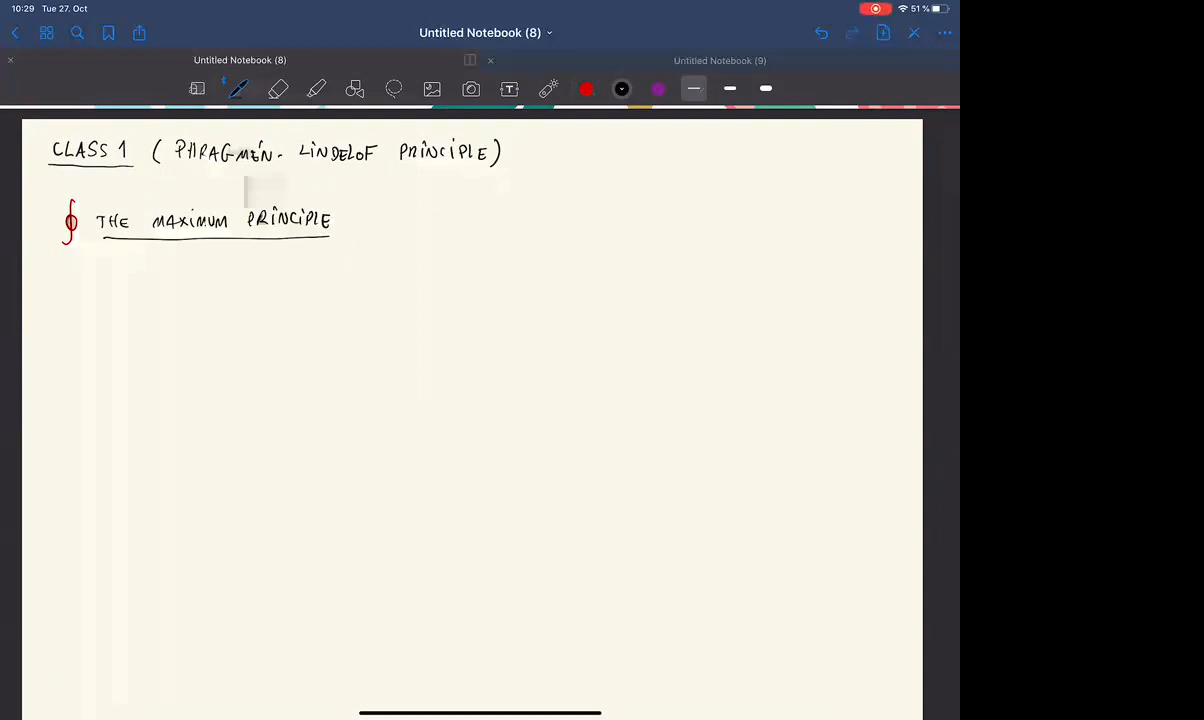 10:29 Tue 27. Oct 51 %
Untitled Notebook (8)
Untitled Notebook (8) Untitled Notebook (9)
CLASS 1 ( PHRAGMÉN- LINDELOF PRINCIPLE)
§ THE MAXIMUM PRINCIPLE